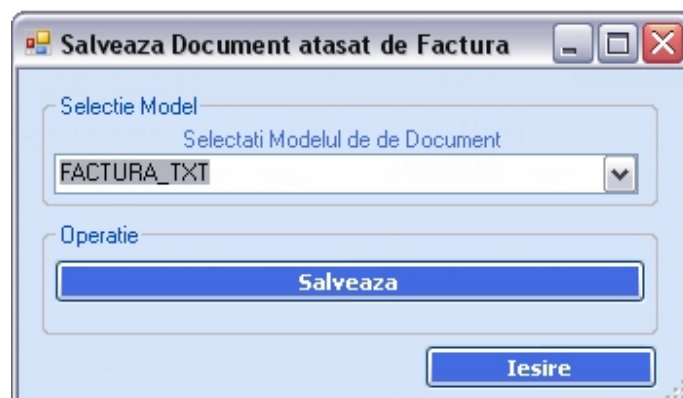 Salveaza Document atasat de Factura
Selectie Model
Selectati Modelul de de Document
FACTURA_TXT
Operatie
Salveaza
Iesire